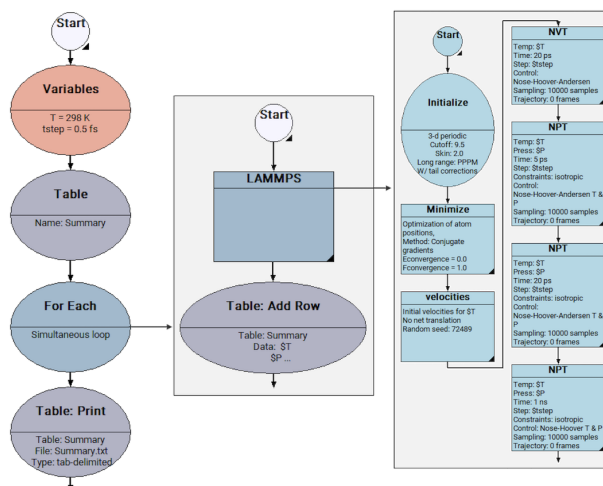 Start
Variables
T = 298 K
tstep = 0.5 fs
Table
Name: Summary
For Each
Simultaneous loop
Table: Print
Table: Summary
File: Summary.txt
Type: tab-delimited
Start
LAMMPS
Table: Add Row
Table: Summary
Data: $T
$P ...
Start
Initialize
3-d periodic
Cutoff: 9.5
Skin: 2.0
Long range: PPPM
W/ tail corrections
Minimize
Optimization of atom
positions,
Method: Conjugate
gradients
Econvergence = 0.0
Fconvergence = 1.0
velocities
Initial velocities for $T
No net translation
Random seed: 72489
NVT
Temp: $T
Time: 20 ps
Step: $tstep
Control:
Nose-Hoover-Andersen
Sampling: 10000 samples
Trajectory: 0 frames
NPT
Temp: $T
Press: $P
Time: 5 ps
Step: $tstep
Constraints: isotropic
Control:
Nose-Hoover-Andersen T &
P
Sampling: 10000 samples
Trajectory: 0 frames
NPT
Temp: $T
Press: $P
Time: 20 ps
Step: $tstep
Constraints: isotropic
Control:
Nose-Hoover-Andersen T &
P
Sampling: 10000 samples
Trajectory: 0 frames
NPT
Temp: $T
Press: $P
Time: 1 ns
Step: $tstep
Constraints: isotropic
Control: Nose-Hoover T & P
Sampling: 10000 samples
Trajectory: 0 frames